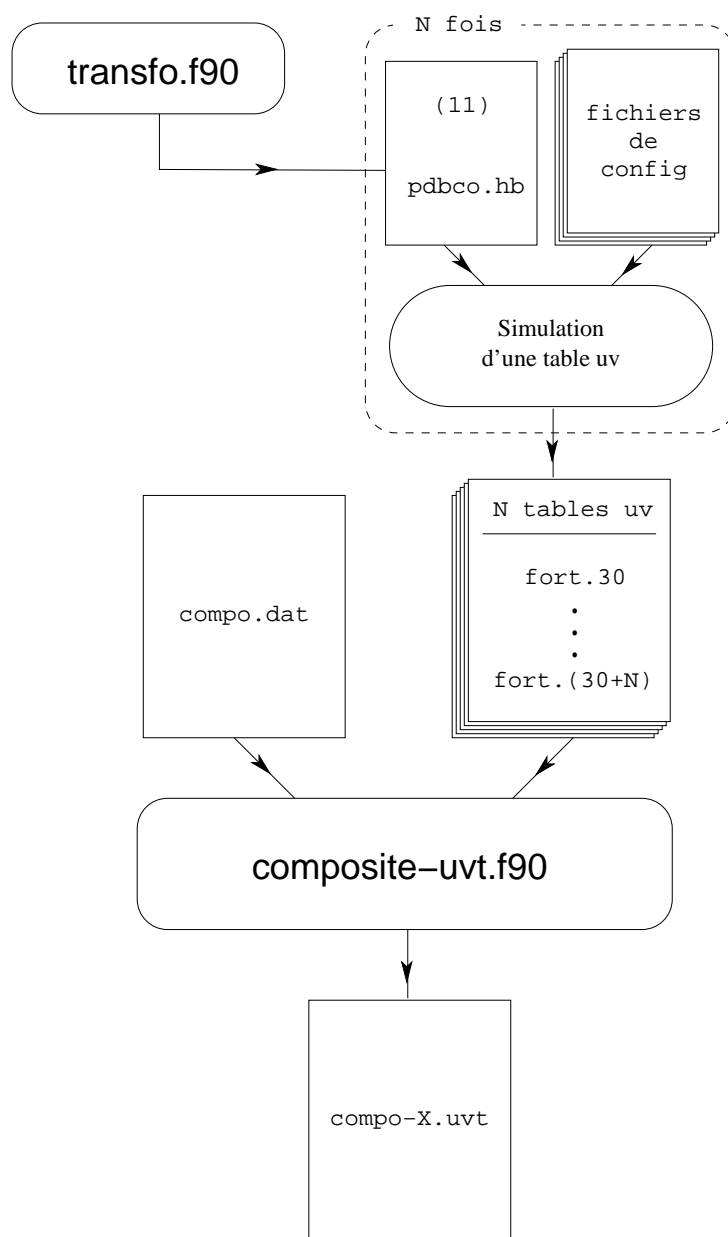 N fois
transfo.f90
(11)
pdbco.hb
fichiers
de
config
Simulation
d'une table uv
N tables uv
fort.30
.
.
.
fort.(30+N)
compo.dat
composite−uvt.f90
compo−X.uvt